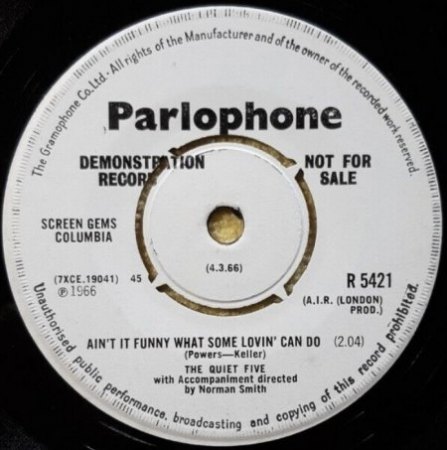 The Gramophone Co. Ltd.-All rights of the Manufacturer and of the owner of the recorded work reserved.
Parlophone
DEMONSTRATION NOT FOR
RECORD SALE
SCREEN GEMS
COLUMBIA
(4.3.66)
(7XCE.19041) 45
℗1966
R 5421
(A.I.R. (LONDON)
PROD.)
AIN'T IT FUNNY WHAT SOME LOVIN' CAN DO (2.04)
(Powers—Keller)
THE QUIET FIVE
with Accompaniment directed
by Norman Smith
Unauthorised public performance, broadcasting and copying of this record prohibited.